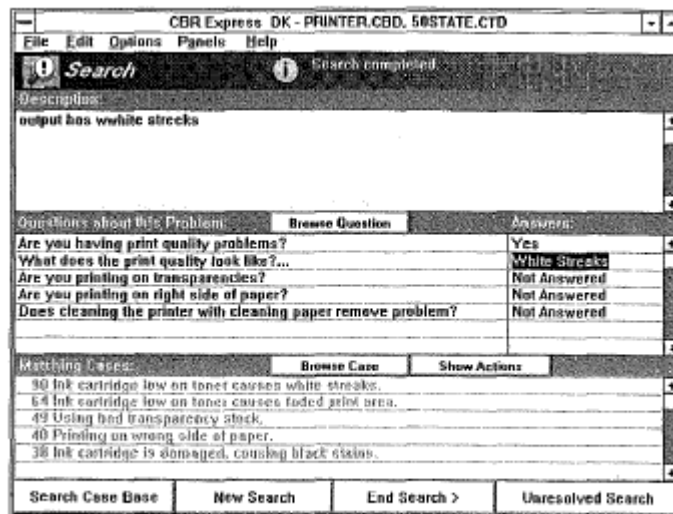 CBR Express DK - PRINTER.CBD, 50STATE.CTD
File Edit Options Panels Help
Search
Search completed
Description:
output has wwhite streeks
Questions about this Problem: Browse Question Answers:
Are you having print quality problems? Yes
What does the print quality look like?... White Streaks
Are you printing on transparencies? Not Answered
Are you printing on right side of paper? Not Answered
Does cleaning the printer with cleaning paper remove problem? Not Answered
Matching Cases: Browse Case Show Actions
90 Ink cartridge low on toner causes white streaks.
64 Ink cartridge low on toner causes faded print area.
49 Using bad transparency stock.
40 Printing on wrong side of paper.
38 Ink cartridge is damaged, causing black stains.
Search Case Base New Search End Search > Unresolved Search